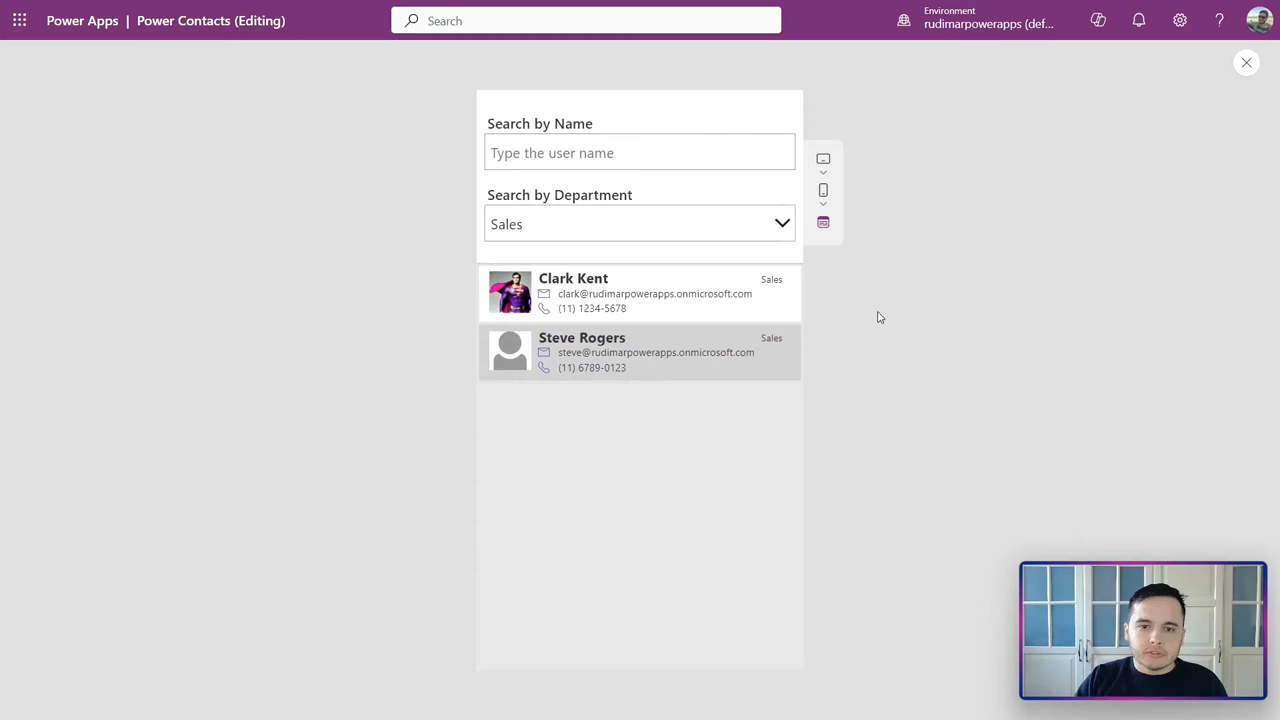 Power Apps | Power Contacts (Editing)
Search
Environment
rudimarpowerapps (def...
Search by Name
Type the user name
Search by Department
Sales
Clark Kent
Sales
clark@rudimarpowerapps.onmicrosoft.com
(11) 1234-5678
Steve Rogers
Sales
steve@rudimarpowerapps.onmicrosoft.com
(11) 6789-0123